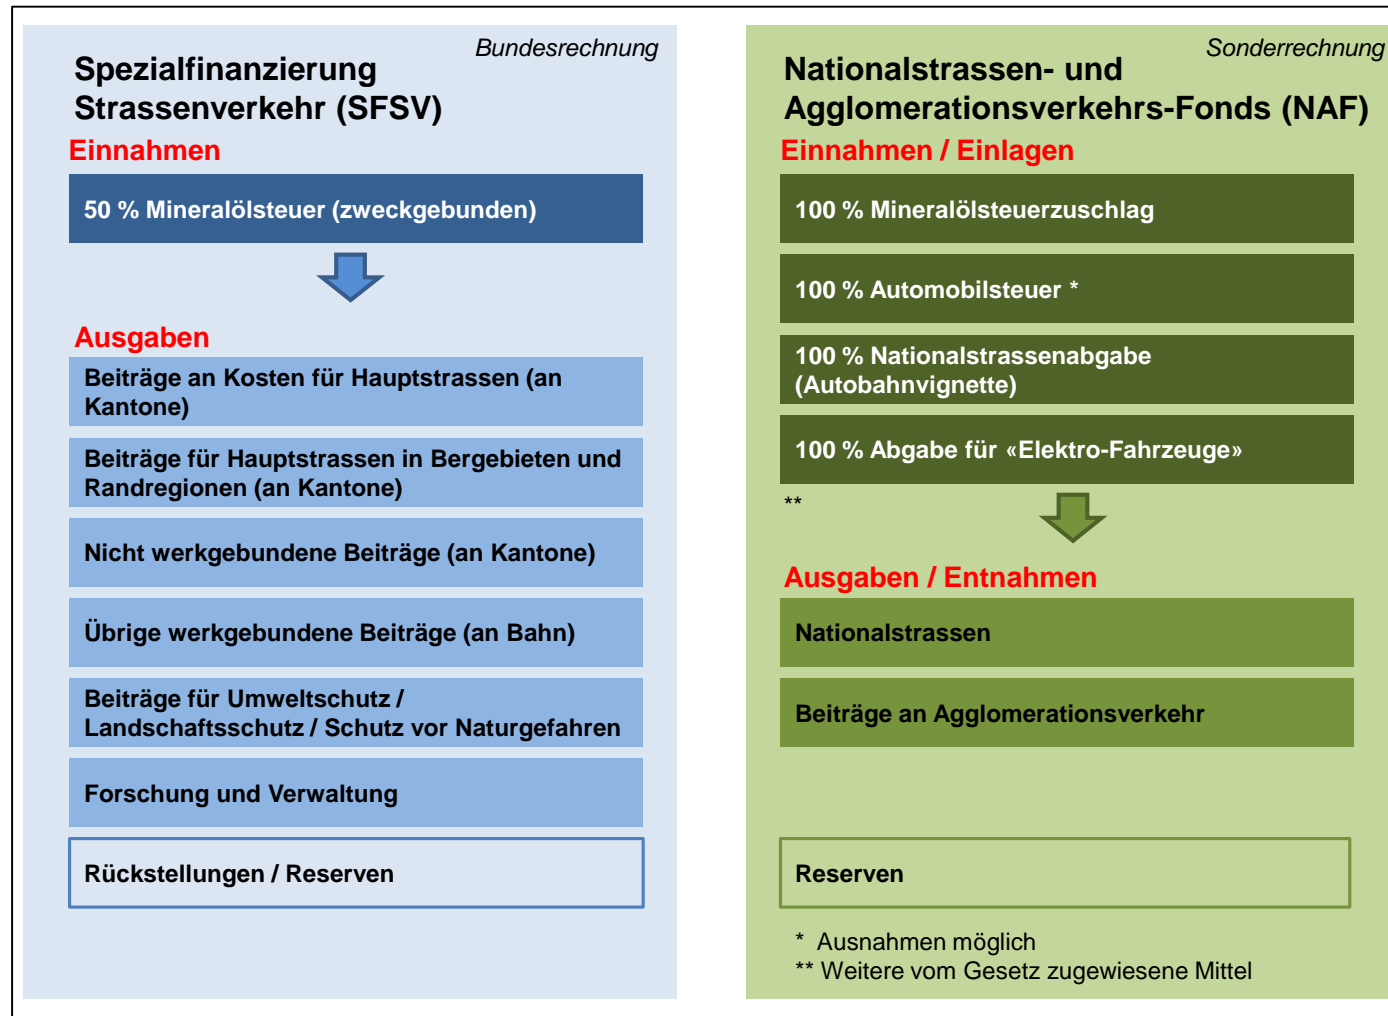 Bundesrechnung
Spezialfinanzierung
Strassenverkehr (SFSV)
Einnahmen
50 % Mineralölsteuer (zweckgebunden)
Ausgaben
Beiträge an Kosten für Hauptstrassen (an
Kantone)
Beiträge für Hauptstrassen in Bergebieten und
Randregionen (an Kantone)
Nicht werkgebundene Beiträge (an Kantone)
Übrige werkgebundene Beiträge (an Bahn)
Beiträge für Umweltschutz /
Landschaftsschutz / Schutz vor Naturgefahren
Forschung und Verwaltung
Rückstellungen / Reserven
Sonderrechnung
Nationalstrassen- und
Agglomerationsverkehrs-Fonds (NAF)
Einnahmen / Einlagen
100 % Mineralölsteuerzuschlag
100 % Automobilsteuer *
100 % Nationalstrassenabgabe
(Autobahnvignette)
100 % Abgabe für «Elektro-Fahrzeuge»
**
Ausgaben / Entnahmen
Nationalstrassen
Beiträge an Agglomerationsverkehr
Reserven
* Ausnahmen möglich
** Weitere vom Gesetz zugewiesene Mittel